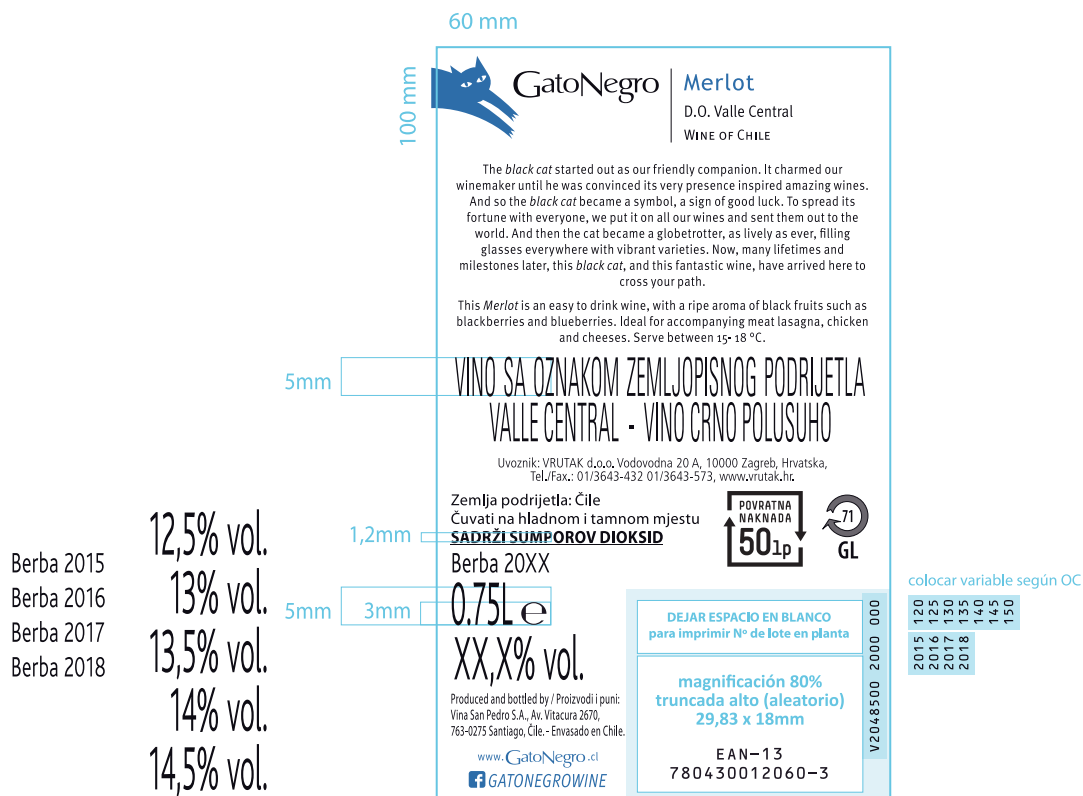 60 mm
100 mm
GatoNegro
Merlot
D.O. Valle Central
WINE OF CHILE
The black cat started out as our friendly companion. It charmed our
winemaker until he was convinced its very presence inspired amazing wines.
And so the black cat became a symbol, a sign of good luck. To spread its
fortune with everyone, we put it on all our wines and sent them out to the
world. And then the cat became a globetrotter, as lively as ever, filling
glasses everywhere with vibrant varieties. Now, many lifetimes and
milestones later, this black cat, and this fantastic wine, have arrived here to
cross your path.
This Merlot is an easy to drink wine, with a ripe aroma of black fruits such as
blackberries and blueberries. Ideal for accompanying meat lasagna, chicken
and cheeses. Serve between 15- 18 °C.
5mm
VINO SA OZNAKOM ZEMLJOPISNOG PODRIJETLA
VALLE CENTRAL - VINO CRNO POLUSUHO
Uvoznik: VRUTAK d.o.o. Vodovodna 20 A, 10000 Zagreb, Hrvatska,
Tel./Fax.: 01/3643-432 01/3643-573, www.vrutak.hr.
Zemlja podrijetla: Čile
Čuvati na hladnom i tamnom mjestu
1,2mm
SADRŽI SUMPOROV DIOKSID
Berba 20XX
5mm
3mm
0.75L e
XX,X% vol.
Produced and bottled by / Proizvodi i puni:
Vina San Pedro S.A., Av. Vitacura 2670,
763-0275 Santiago, Čile. - Envasado en Chile.
www.GatoNegro.cl
GATONEGROWINE
POVRATNA
NAKNADA
50lp
71
GL
DEJAR ESPACIO EN BLANCO
para imprimir Nº de lote en planta
magnificación 80%
truncada alto (aleatorio)
29,83 x 18mm
EAN-13
780430012060-3
V2048500 2000 000
colocar variable según OC
120
125
130
135
140
145
150
2015
2016
2017
2018
Berba 2015
Berba 2016
Berba 2017
Berba 2018
12,5% vol.
13% vol.
13,5% vol.
14% vol.
14,5% vol.